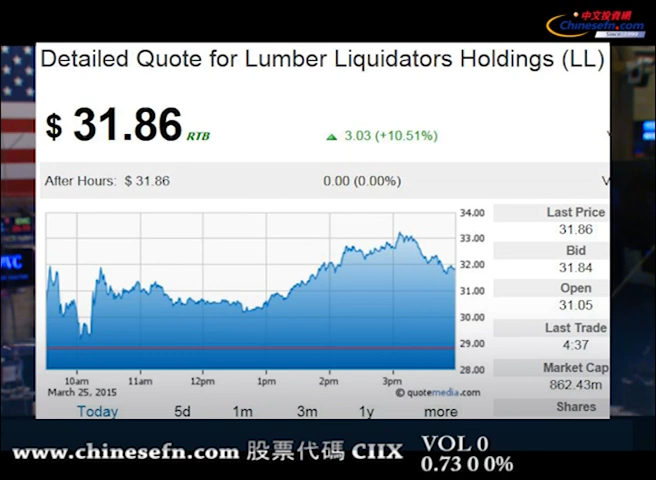 中文投資網
Chinesefn.com
Since 1999
Detailed Quote for Lumber Liquidators Holdings (LL)
$ 31.86 RTB
3.03 (+10.51%)
After Hours: $ 31.86
0.00 (0.00%)
34.00
33.00
32.00
31.00
30.00
29.00
28.00
10am 11am 12pm 1pm 2pm 3pm
March 25, 2015
© quotemedia.com
Today 5d 1m 3m 1y more
Last Price
31.86
Bid
31.84
Open
31.05
Last Trade
4:37
Market Cap
862.43m
Shares
www.chinesefn.com 股票代碼 CIIX
VOL 0
0.73 0 0%